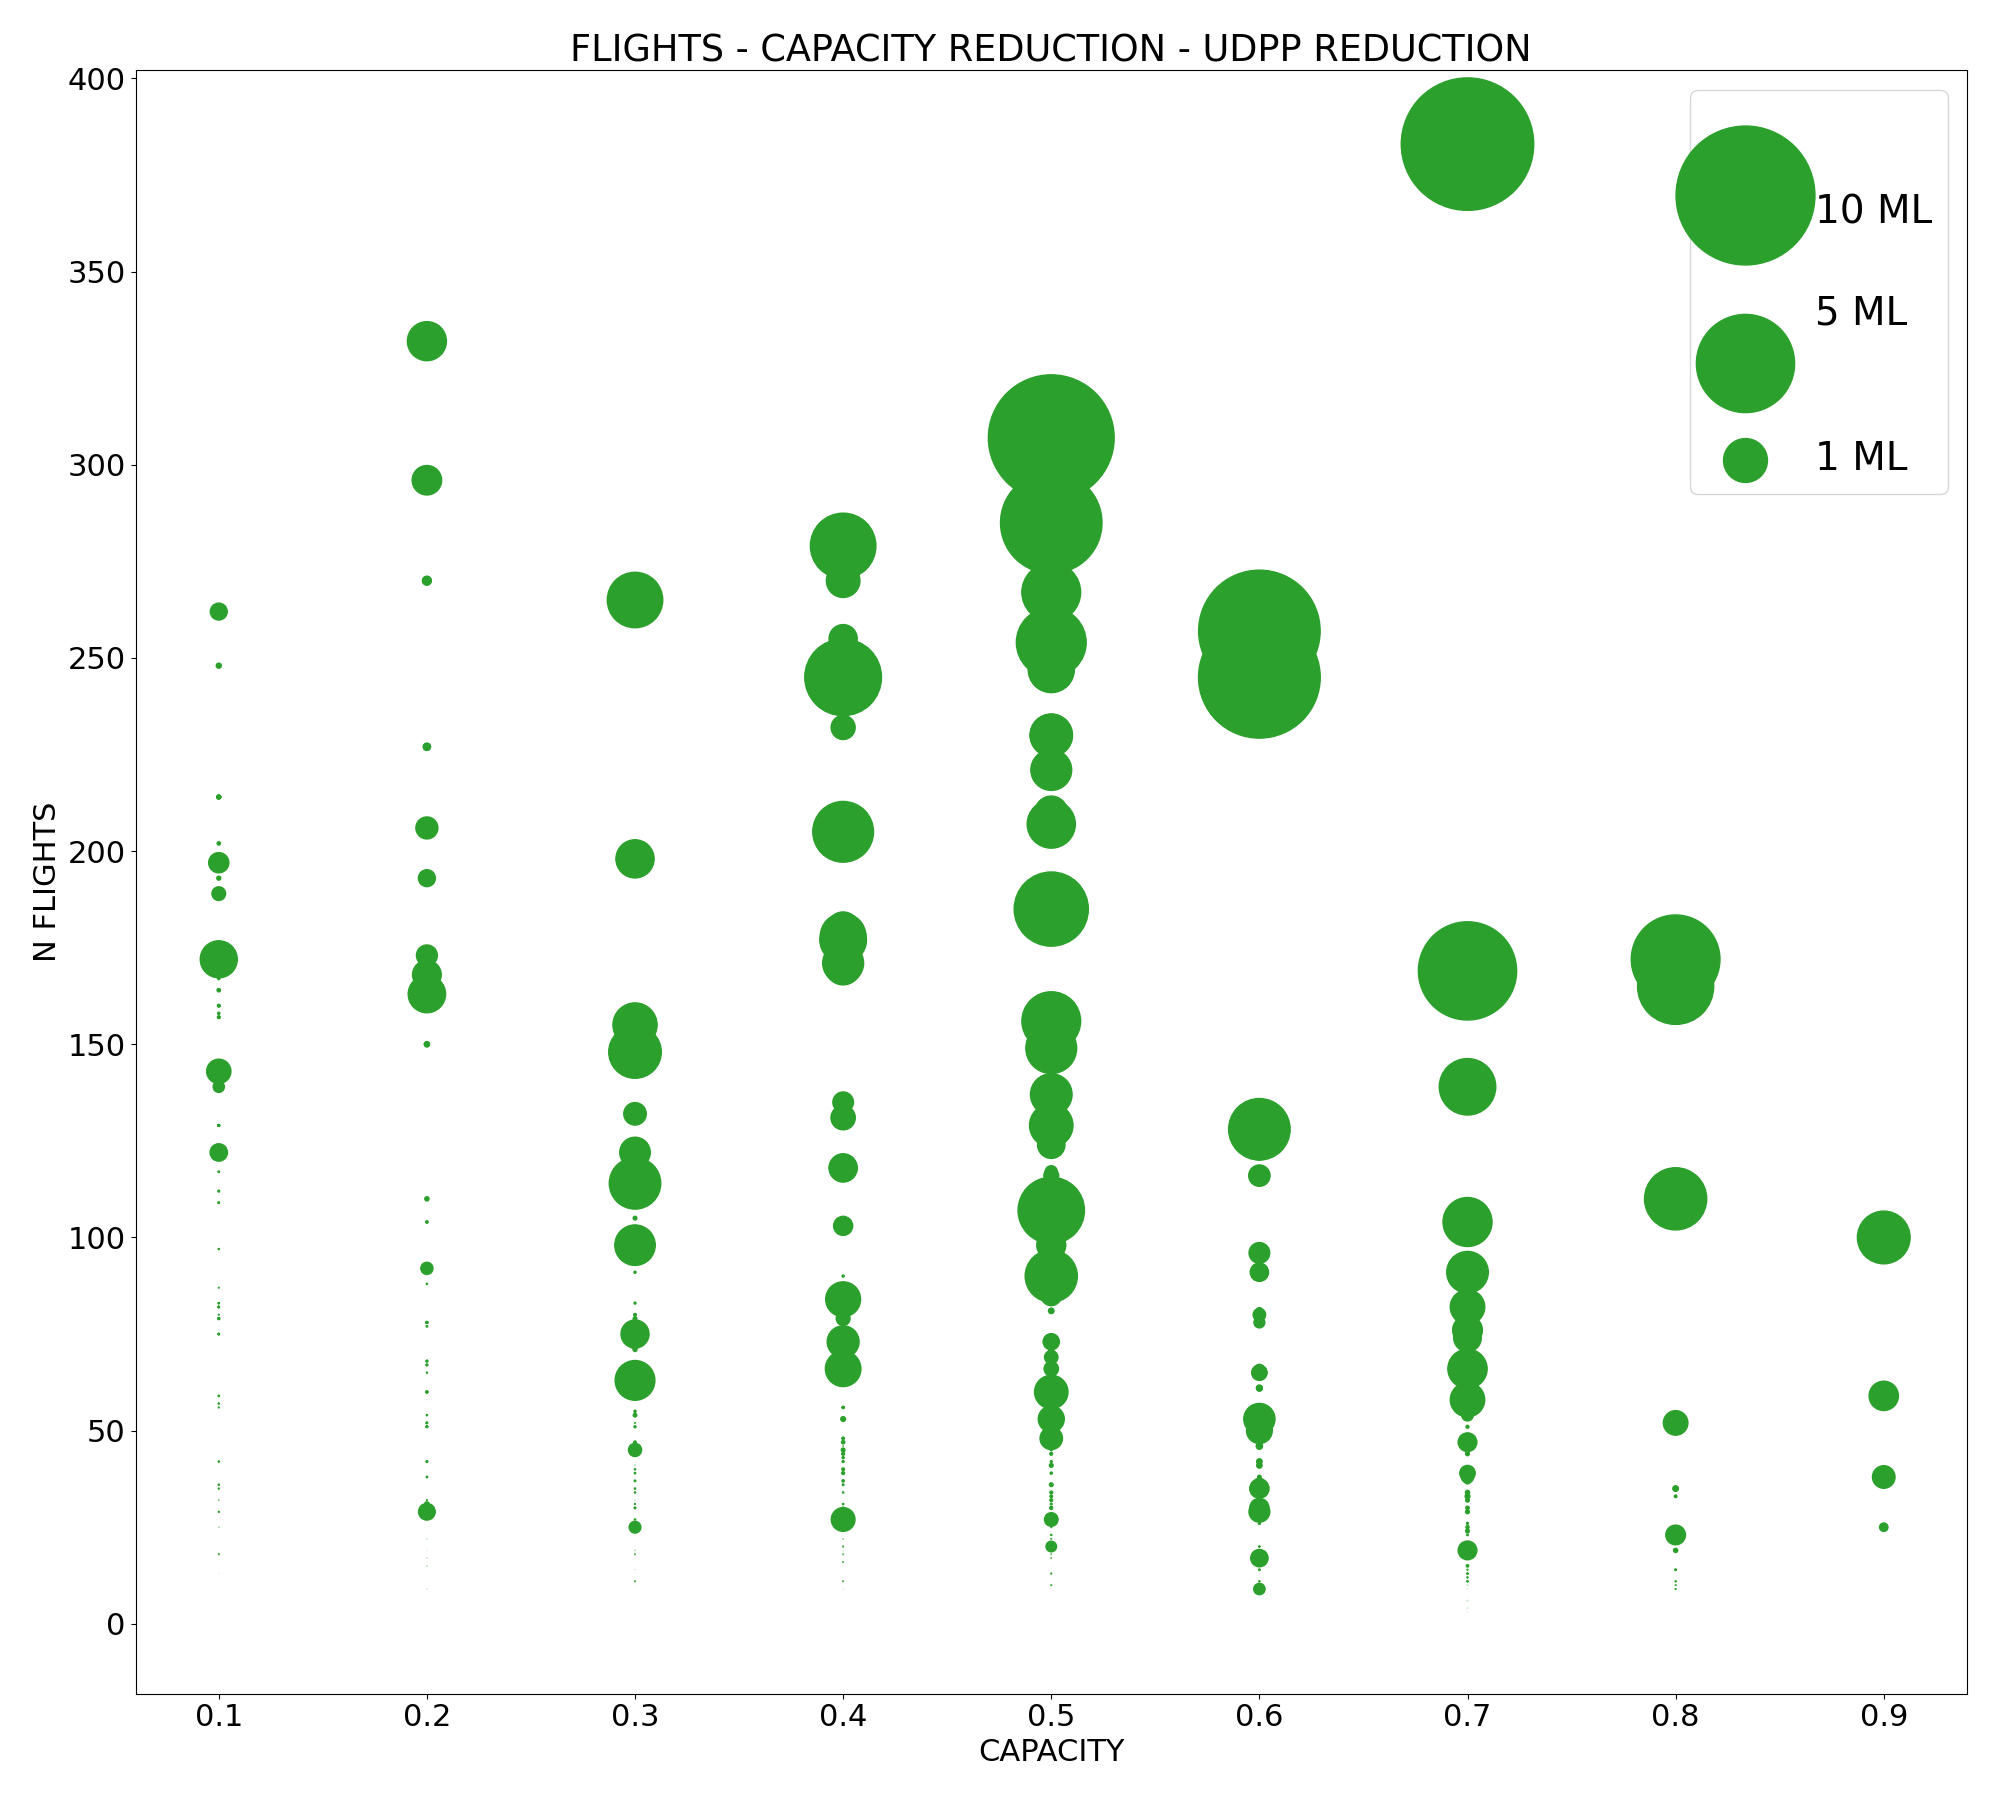 FLIGHTS - CAPACITY REDUCTION - UDPP REDUCTION
400
350
300
250
200
150
100
50
0
N FLIGHTS
10 ML
5 ML
1 ML
0.1 0.2 0.3 0.4 0.5 0.6 0.7 0.8 0.9
CAPACITY